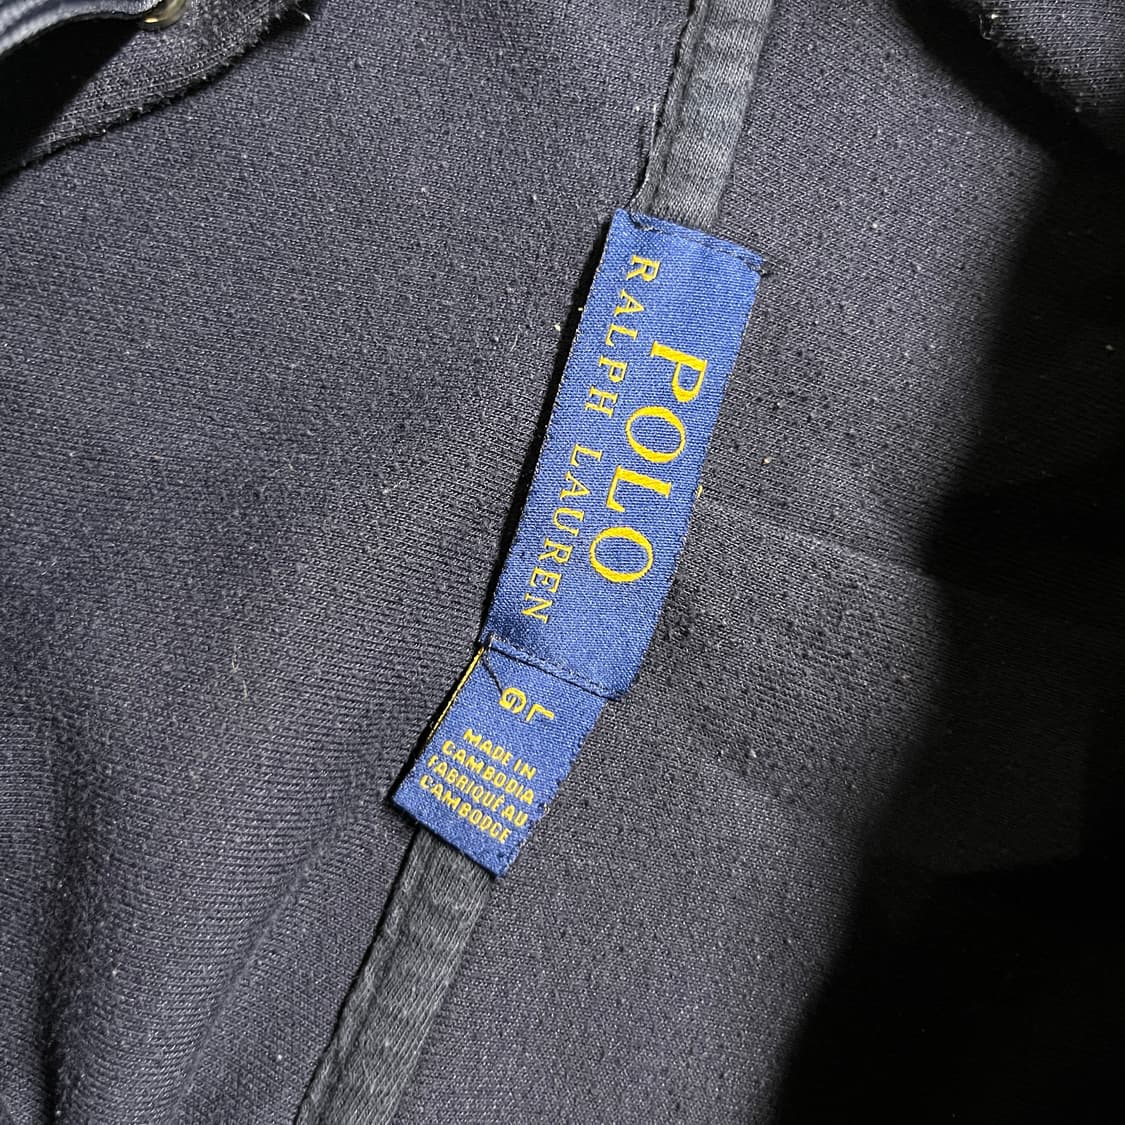 POLO
RALPH LAUREN
L
G
MADE IN
CAMBODIA
FABRIQUÉ AU
CAMBODGE